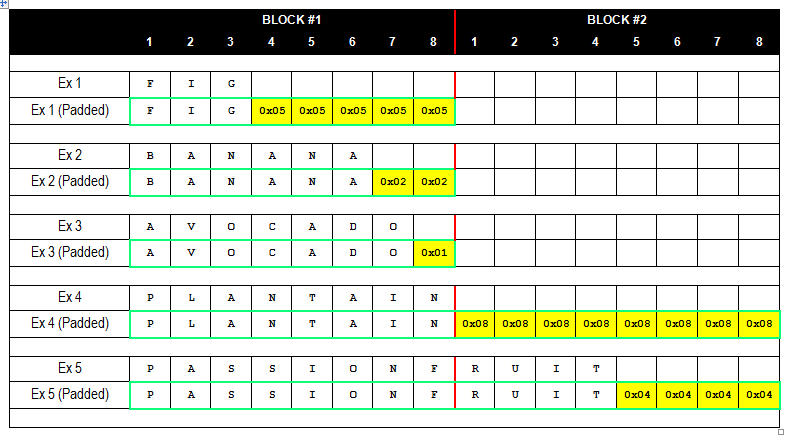 BLOCK #1 BLOCK #2
1 2 3 4 5 6 7 8 1 2 3 4 5 6 7 8
Ex 1 F I G
Ex 1 (Padded) F I G 0x05 0x05 0x05 0x05 0x05
Ex 2 B A N A N A
Ex 2 (Padded) B A N A N A 0x02 0x02
Ex 3 A V O C A D O
Ex 3 (Padded) A V O C A D O 0x01
Ex 4 P L A N T A I N
Ex 4 (Padded) P L A N T A I N 0x08 0x08 0x08 0x08 0x08 0x08 0x08 0x08
Ex 5 P A S S I O N F R U I T
Ex 5 (Padded) P A S S I O N F R U I T 0x04 0x04 0x04 0x04